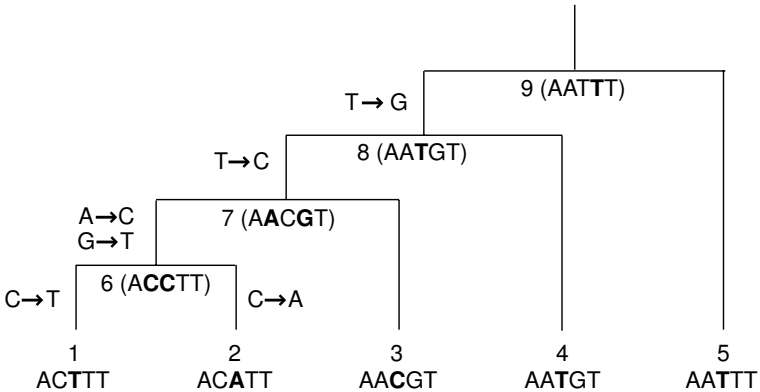 9 (AATTT)
T→ G
8 (AATGT)
T→C
7 (AACGT)
A→C
G→T
6 (ACCTT)
C→T
C→A
1 2 3 4 5
ACTTT ACATT AACGT AATGT AATTT